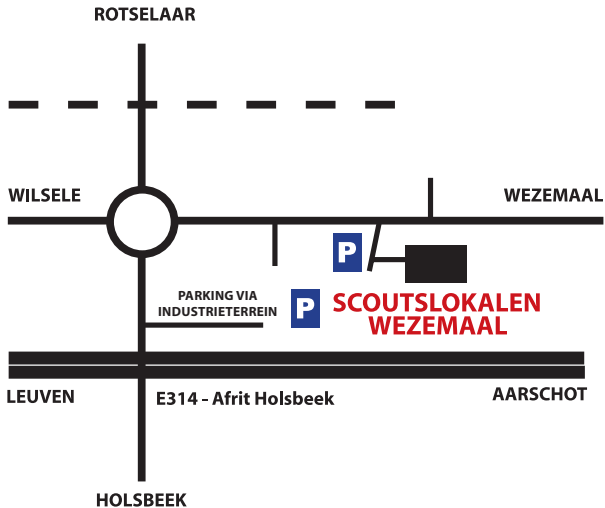 ROTSELAAR
WILSELE
WEZEMAAL
P
PARKING VIA
INDUSTRIETERREIN
P
SCOUTSLOKALEN
WEZEMAAL
LEUVEN
E314 - Afrit Holsbeek
AARSCHOT
HOLSBEEK